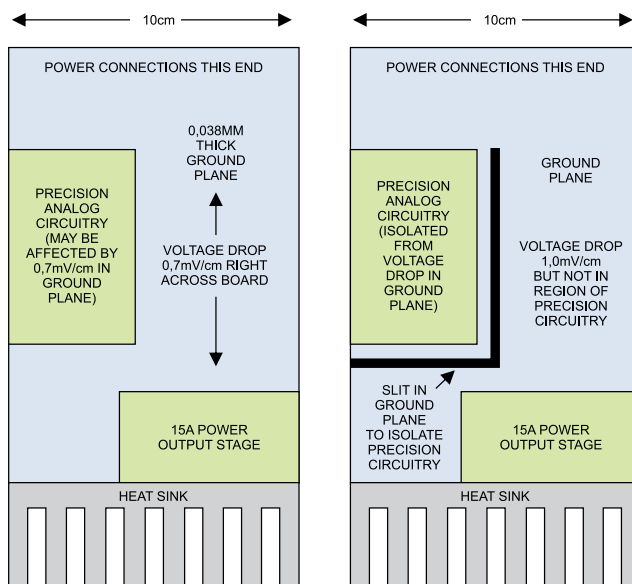 10cm
POWER CONNECTIONS THIS END
0,038MM
THICK
GROUND
PLANE
PRECISION
ANALOG
CIRCUITRY
(MAY BE
AFFECTED BY
0,7mV/cm IN
GROUND
PLANE)
VOLTAGE DROP
0,7mV/cm RIGHT
ACROSS BOARD
15A POWER
OUTPUT STAGE
HEAT SINK
10cm
POWER CONNECTIONS THIS END
GROUND
PLANE
PRECISION
ANALOG
CIRCUITRY
(ISOLATED
FROM
VOLTAGE
DROP IN
GROUND
PLANE)
VOLTAGE DROP
1,0mV/cm
BUT NOT IN
REGION OF
PRECISION
CIRCUITRY
SLIT IN
GROUND
PLANE
TO ISOLATE
PRECISION
CIRCUITRY
15A POWER
OUTPUT STAGE
HEAT SINK